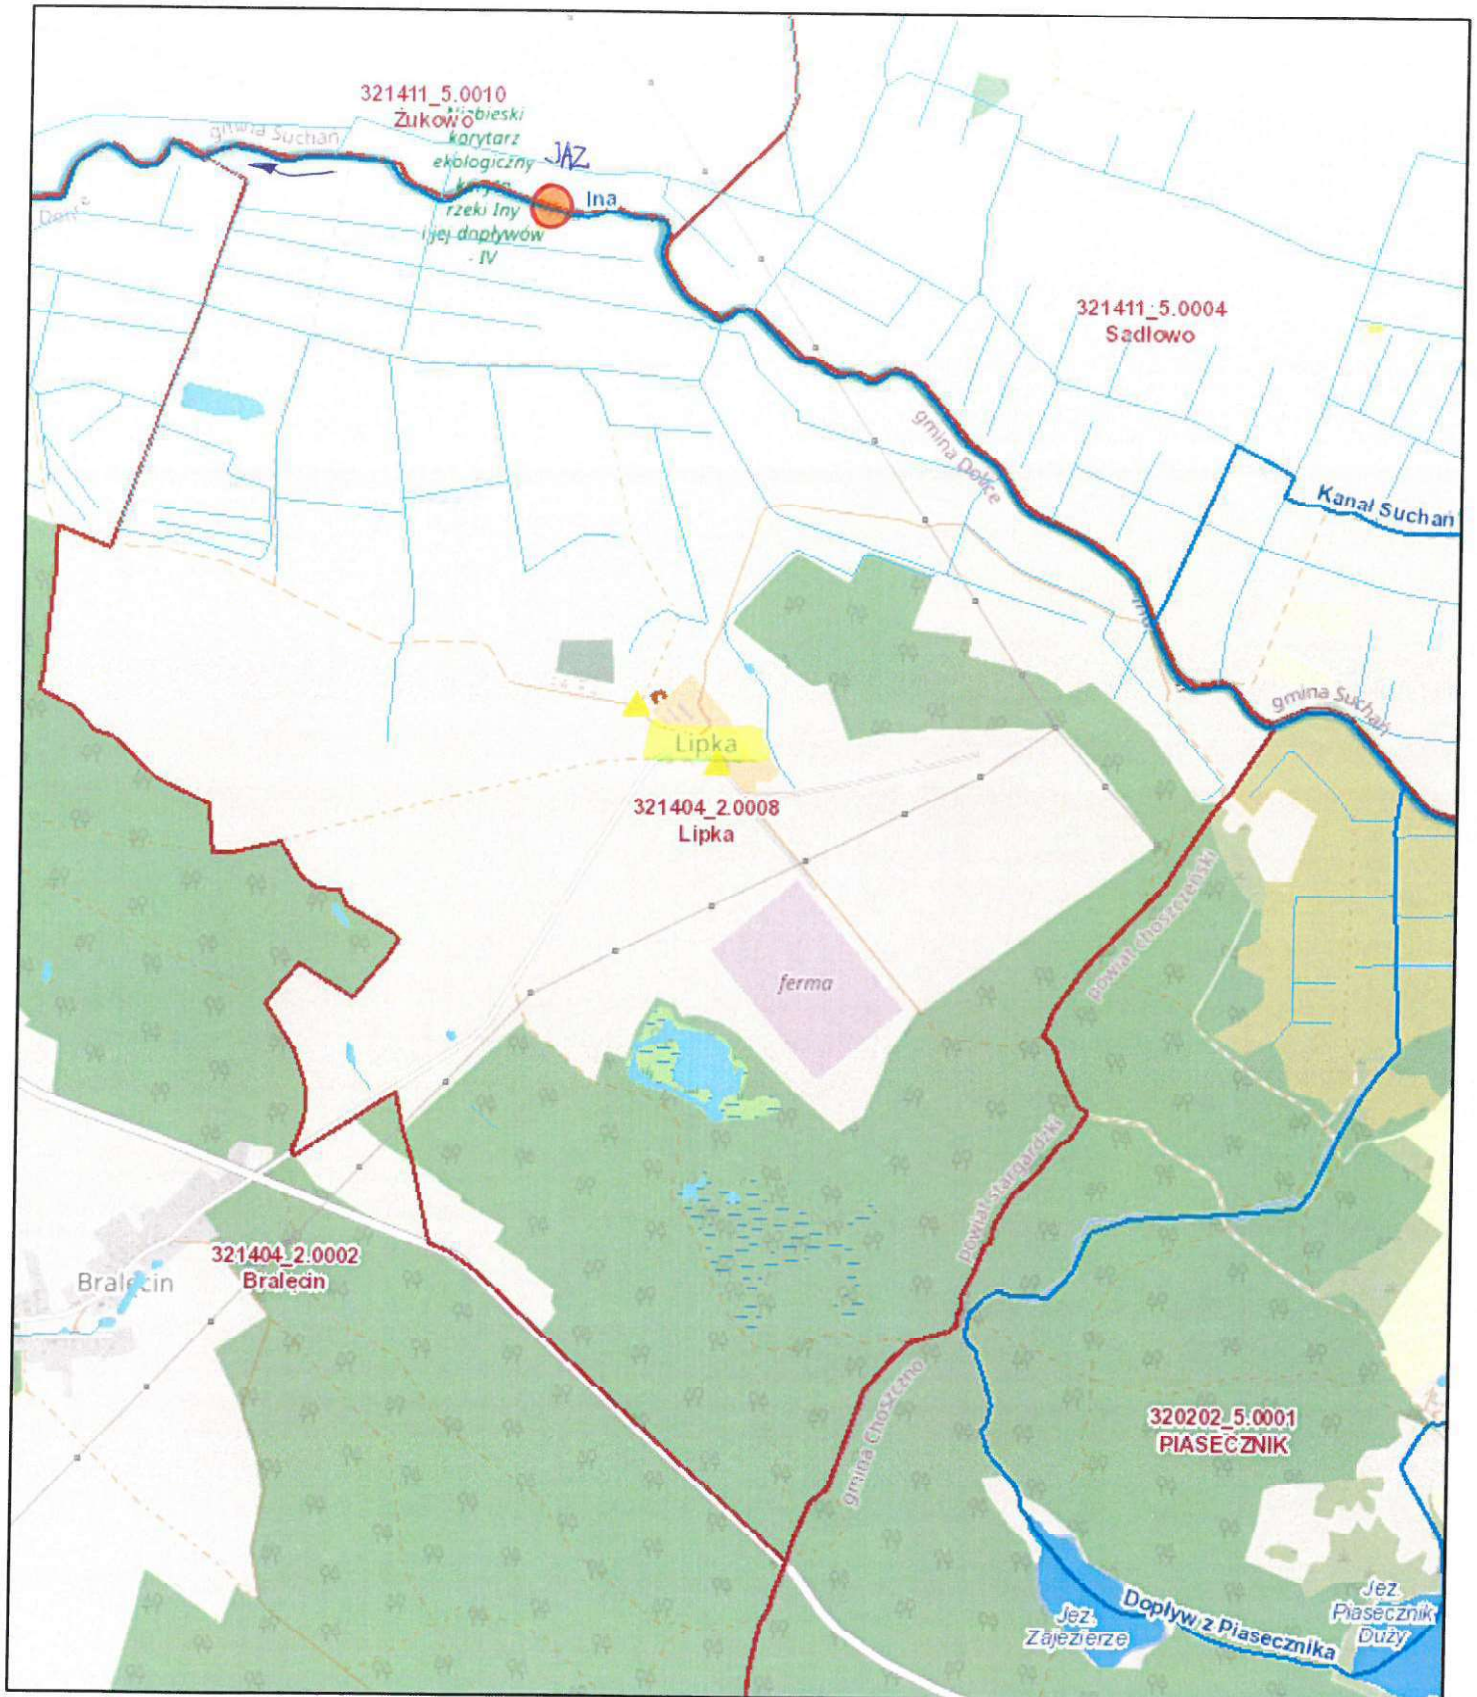 321411_5.0010
Żukowo
Niebieski
korytarz
ekologiczny
koryto
rzeki Iny
i jej dopływów
- IV
gmina Suchań
JAZ
Ina
321411_5.0004
Sadłowo
gmina Dolice
Kanał Suchań
gmina Suchań
Lipka
321404_2.0008
Lipka
powiat choszczeński
ferma
powiat stargardzki
321404_2.0002
Bralęcin
Bralęcin
gmina Choszczno
320202_5.0001
PIASECZNIK
Dopływ z Piasecznika
Jez.
Zajezierze
Jez.
Piasecznik
Duży